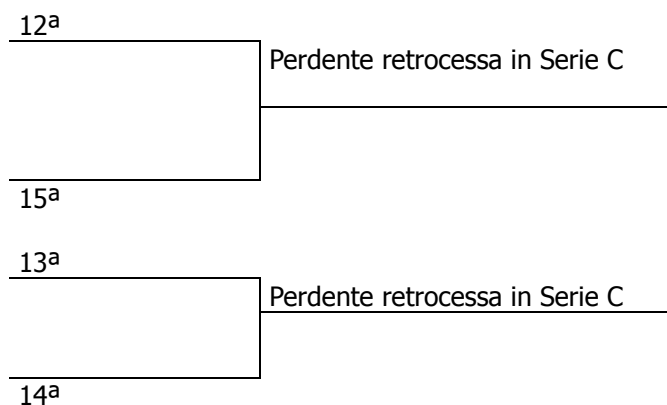 12ª
Perdente retrocessa in Serie C
15ª
13ª
Perdente retrocessa in Serie C
14ª